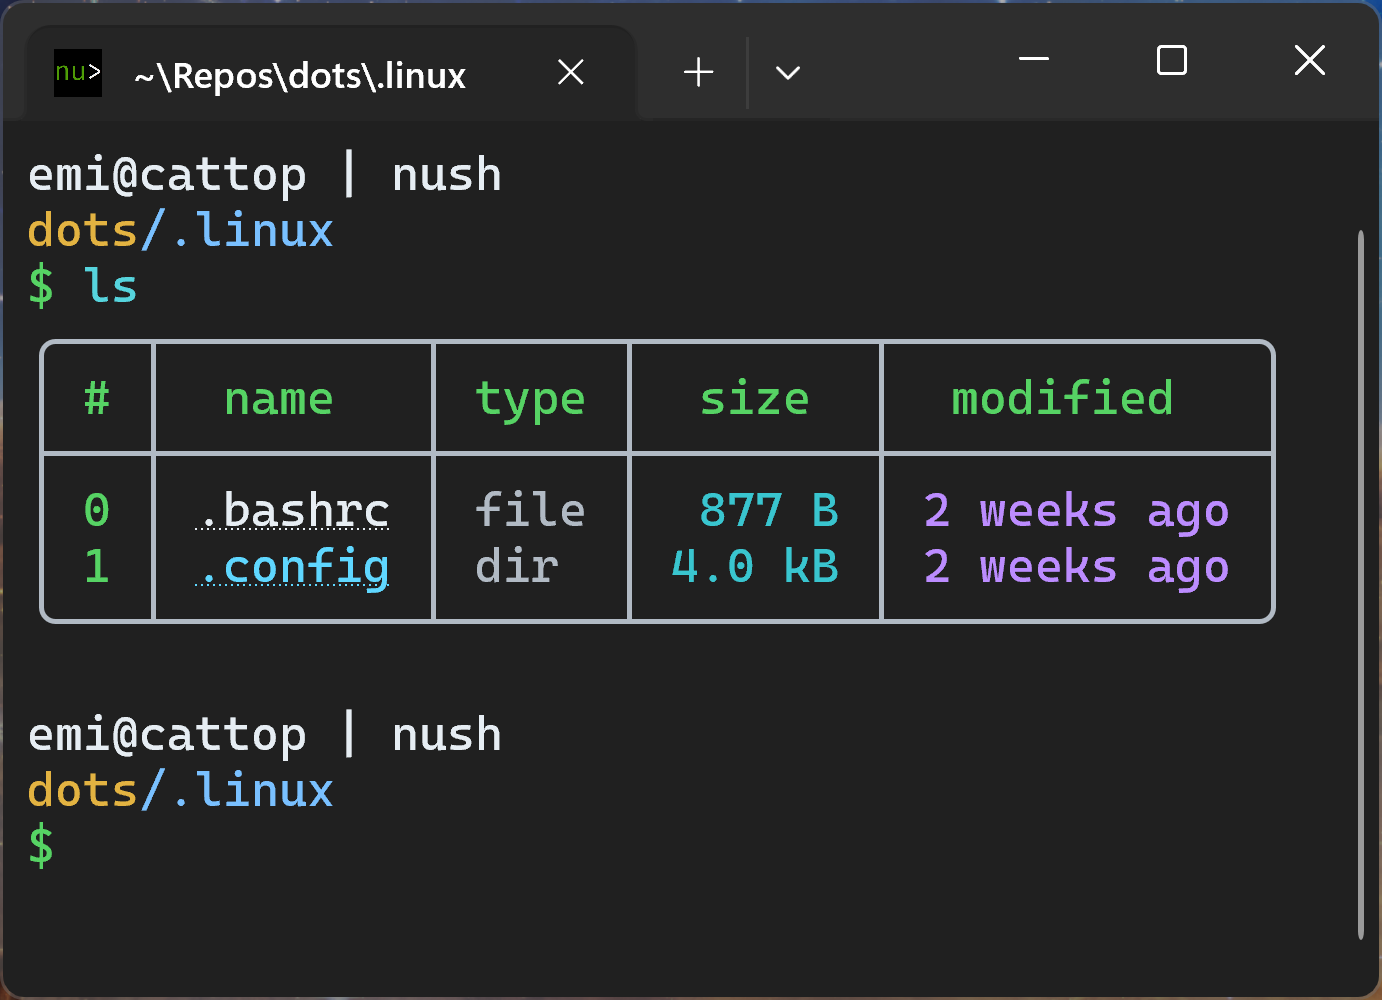 nu> ~\Repos\dots\.linux
emi@cattop | nush
dots/.linux
$ ls
# name type size modified
0 .bashrc file 877 B 2 weeks ago
1 .config dir 4.0 kB 2 weeks ago
emi@cattop | nush
dots/.linux
$